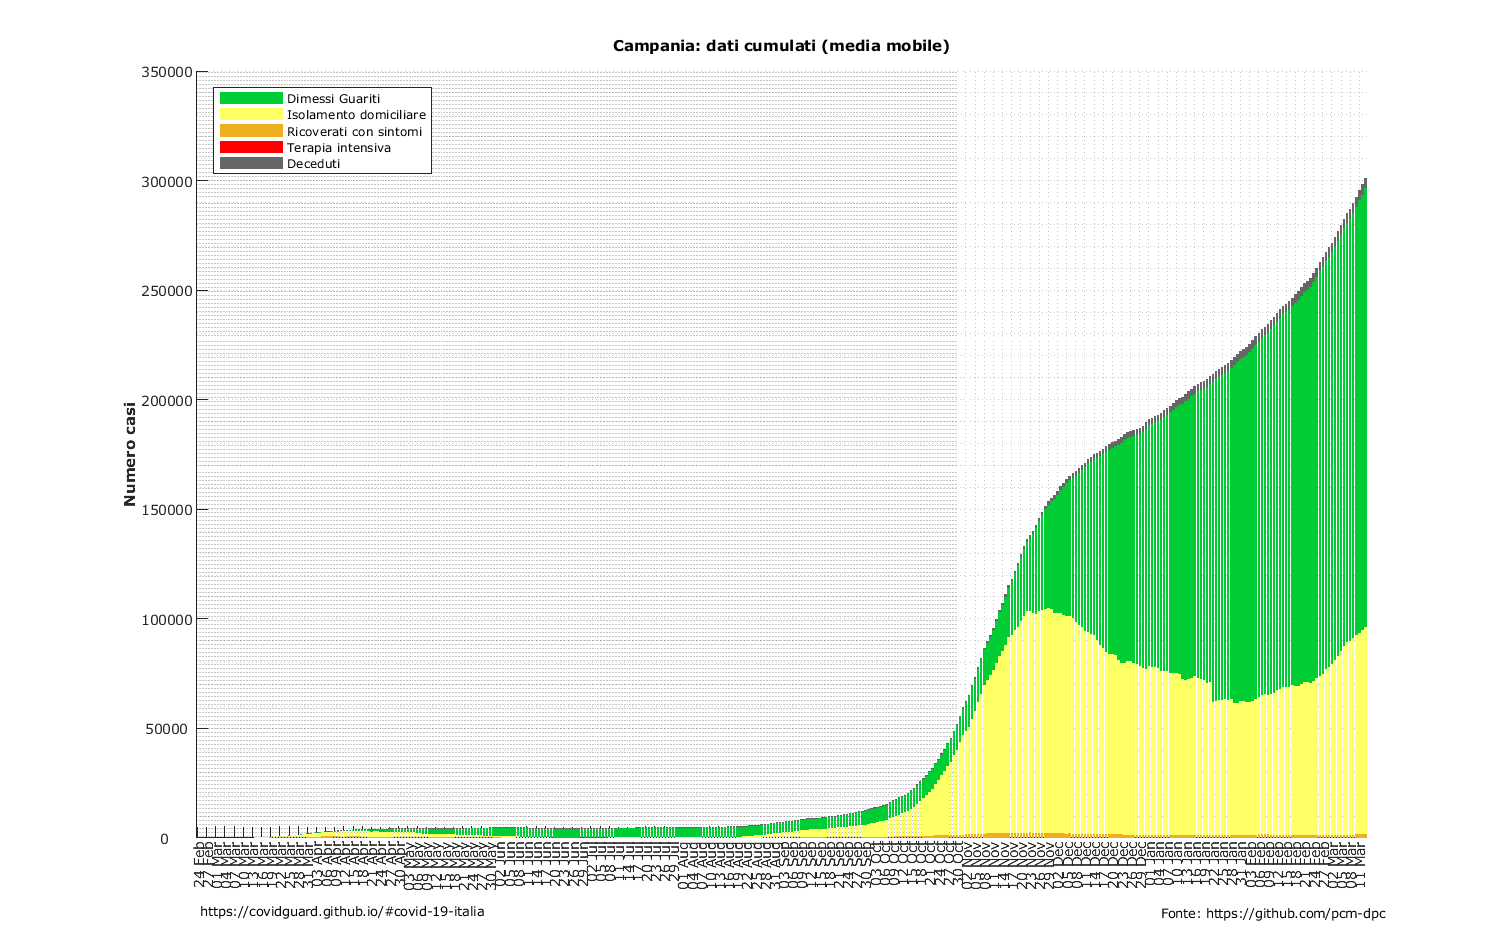 Campania: dati cumulati (media mobile)
350000
300000
250000
200000
150000
100000
50000
0
Numero casi
Dimessi Guariti
Isolamento domiciliare
Ricoverati con sintomi
Terapia intensiva
Deceduti
24 Feb
27 Feb
01 Mar
04 Mar
07 Mar
10 Mar
13 Mar
16 Mar
19 Mar
22 Mar
25 Mar
28 Mar
31 Mar
03 Apr
06 Apr
09 Apr
12 Apr
15 Apr
18 Apr
21 Apr
24 Apr
27 Apr
30 Apr
03 May
06 May
09 May
12 May
15 May
18 May
21 May
24 May
27 May
30 May
02 Jun
05 Jun
08 Jun
11 Jun
14 Jun
17 Jun
20 Jun
23 Jun
26 Jun
29 Jun
02 Jul
05 Jul
08 Jul
11 Jul
14 Jul
17 Jul
20 Jul
23 Jul
26 Jul
29 Jul
01 Aug
04 Aug
07 Aug
10 Aug
13 Aug
16 Aug
19 Aug
22 Aug
25 Aug
28 Aug
31 Aug
03 Sep
06 Sep
09 Sep
12 Sep
15 Sep
18 Sep
21 Sep
24 Sep
27 Sep
30 Sep
03 Oct
06 Oct
09 Oct
12 Oct
15 Oct
18 Oct
21 Oct
24 Oct
27 Oct
30 Oct
02 Nov
05 Nov
08 Nov
11 Nov
14 Nov
17 Nov
20 Nov
23 Nov
26 Nov
29 Nov
02 Dec
05 Dec
08 Dec
11 Dec
14 Dec
17 Dec
20 Dec
23 Dec
26 Dec
29 Dec
01 Jan
04 Jan
07 Jan
10 Jan
13 Jan
16 Jan
19 Jan
22 Jan
25 Jan
28 Jan
31 Jan
03 Feb
06 Feb
09 Feb
12 Feb
15 Feb
18 Feb
21 Feb
24 Feb
27 Feb
02 Mar
05 Mar
08 Mar
11 Mar
https://covidguard.github.io/#covid-19-italia
Fonte: https://github.com/pcm-dpc